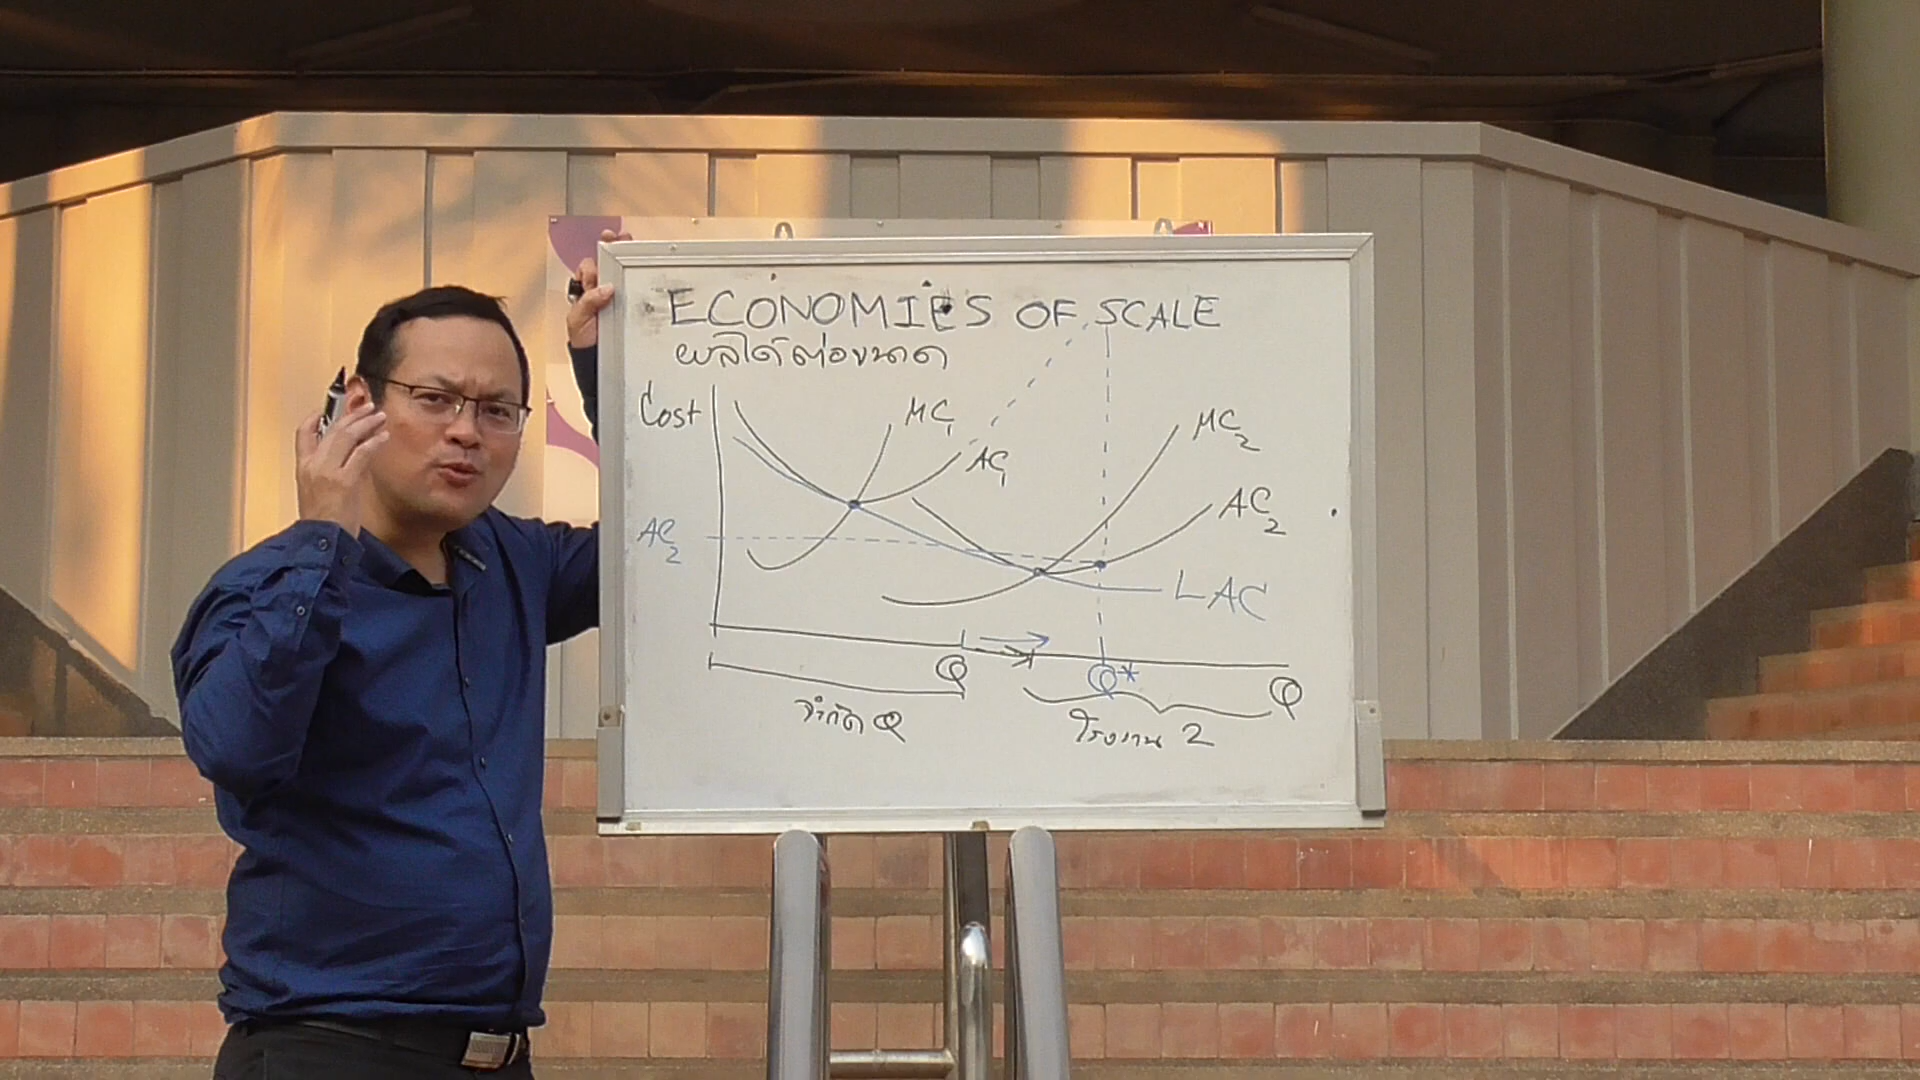 ECONOMIES OF SCALE
ผลได้ต่อขนาด
Cost
MC1
AC1
MC2
AC2
AC2
LAC
Q
Q*
Q
จำกัด Q
โรงงาน 2